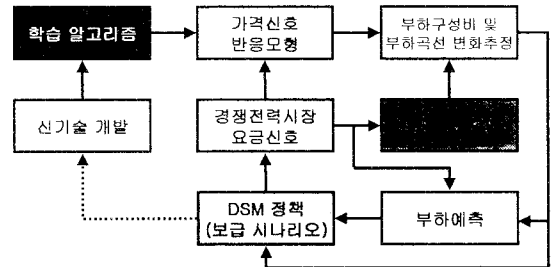 학습 알고리즘
가격신호
반응모형
부하구성비 및
부하곡선 변화추정
신기술 개발
경쟁전력시장
요금신호
DSM 정책
(보급 시나리오)
부하예측